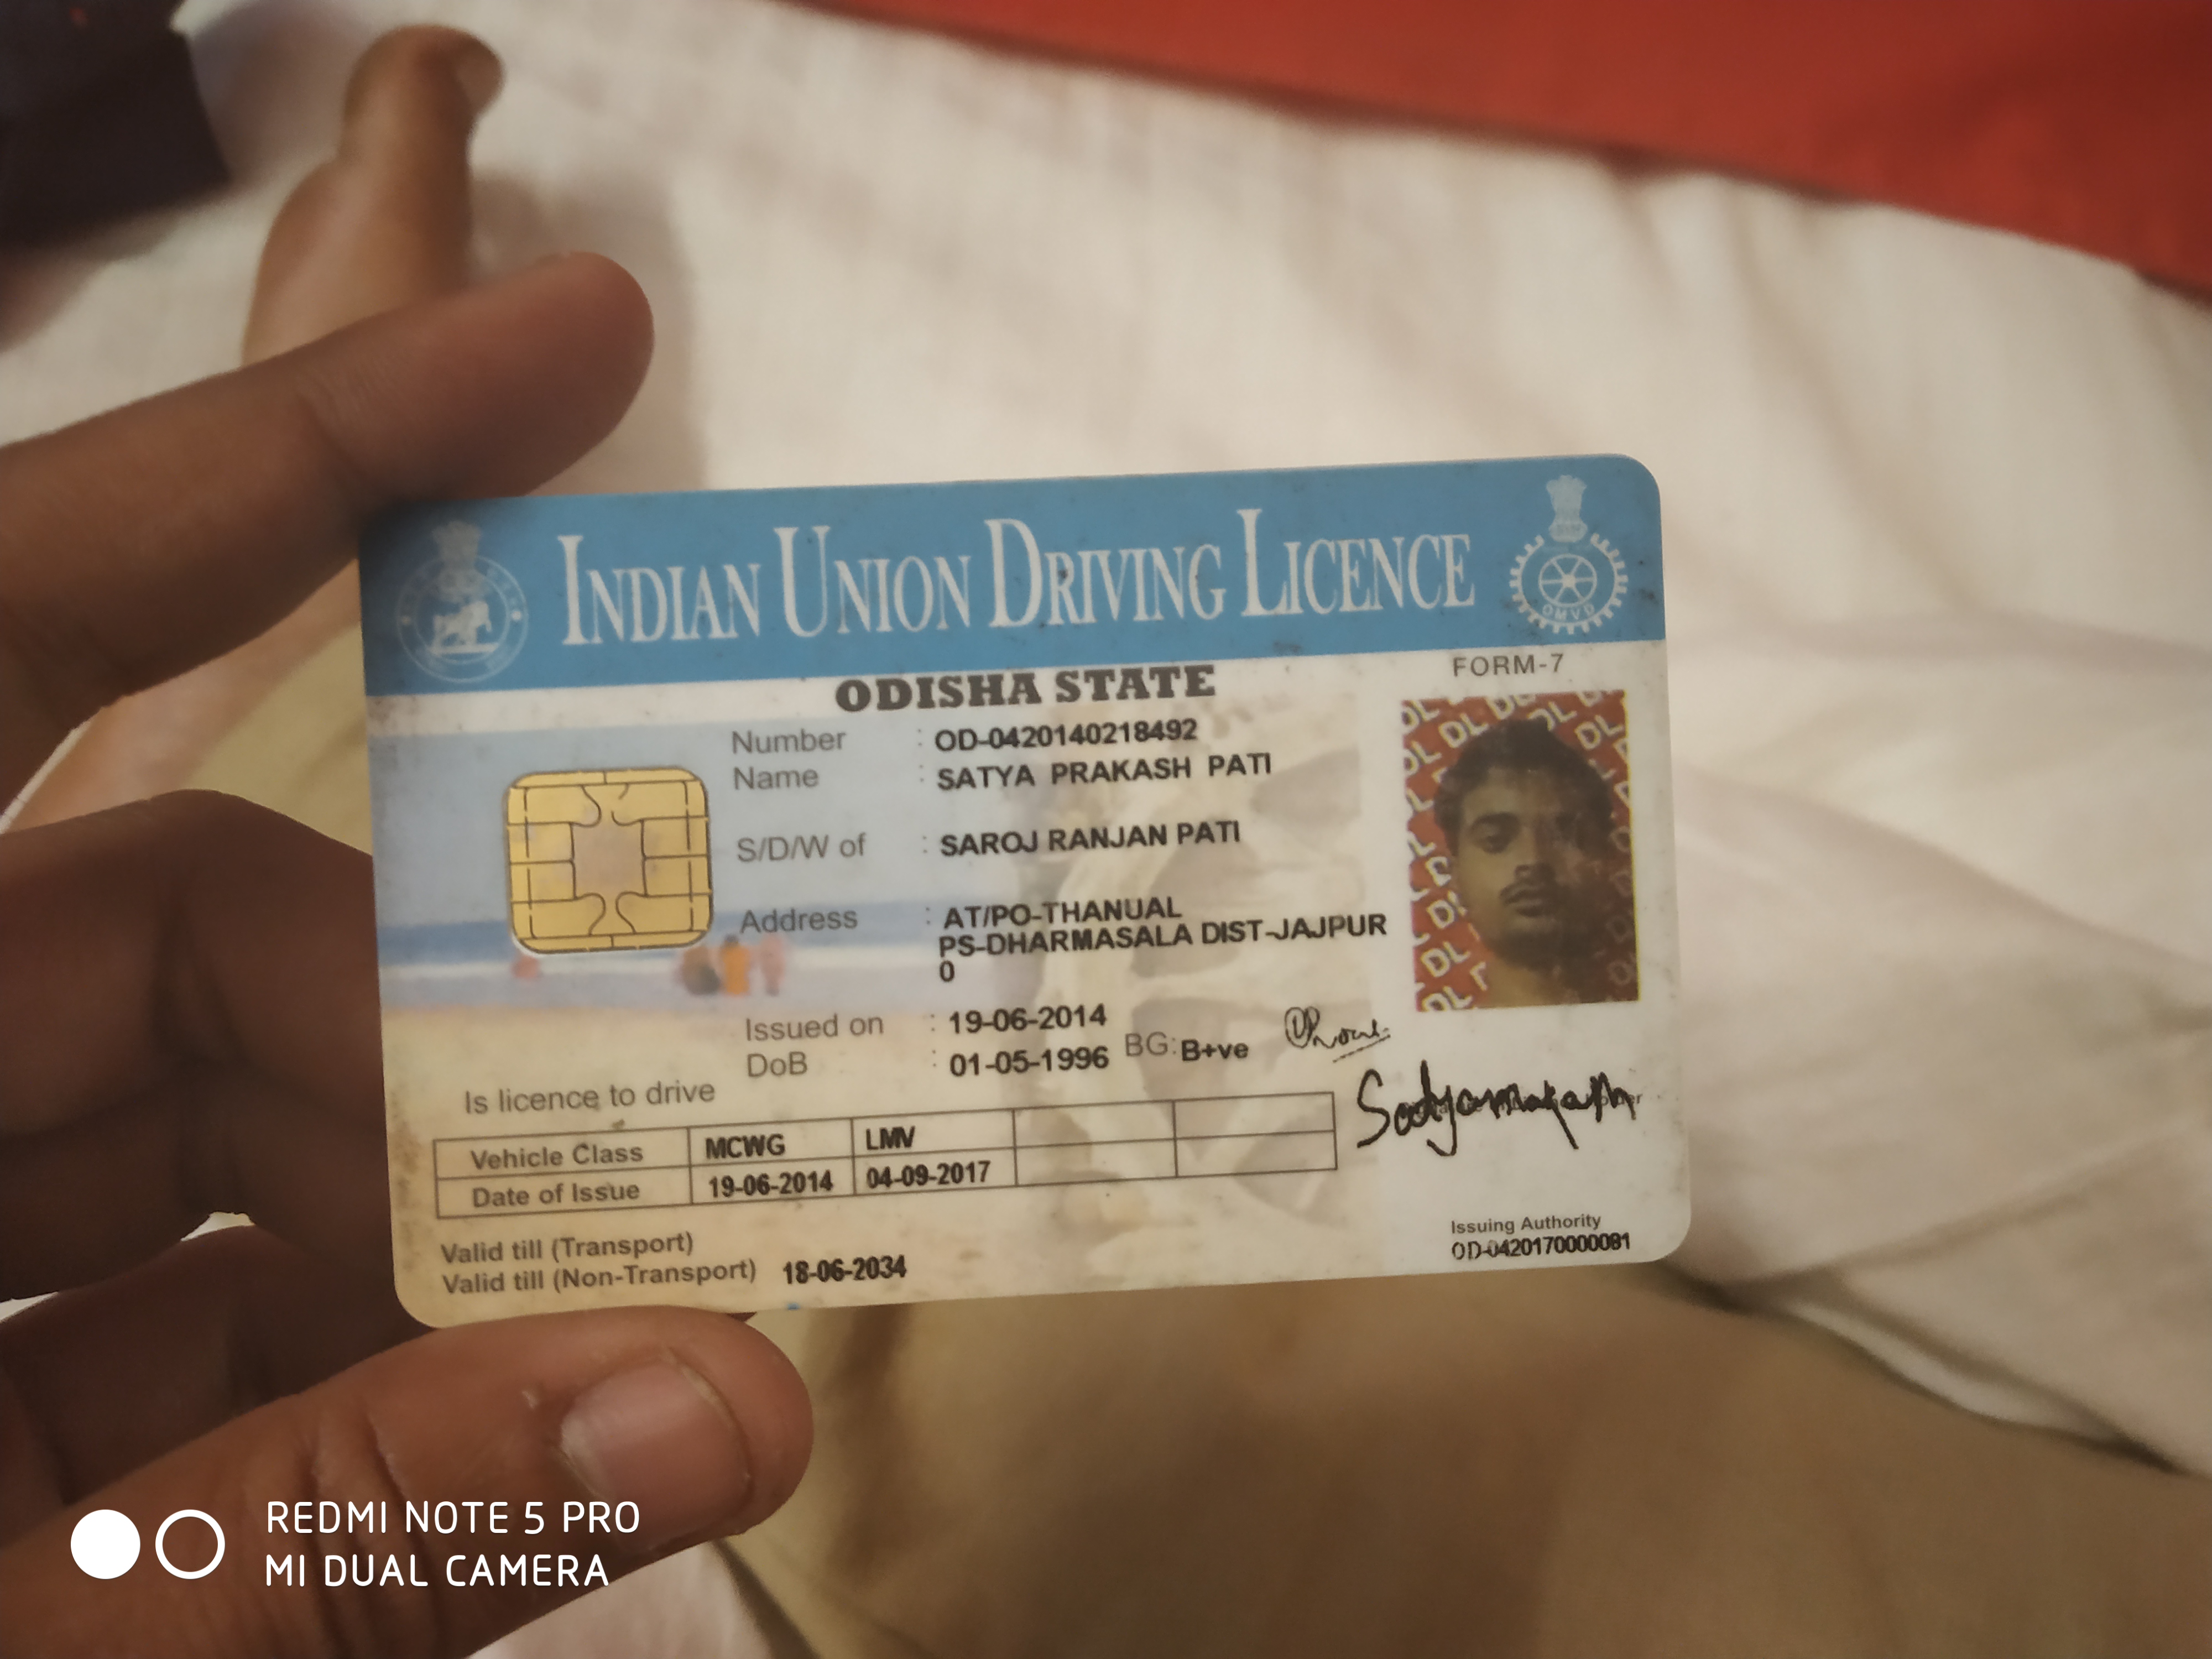 INDIAN UNION DRIVING LICENCE
OMVD
ODISHA STATE
FORM-7
Number : OD-0420140218492
Name : SATYA PRAKASH PATI
S/D/W of : SAROJ RANJAN PATI
Address : AT/PO-THANUAL
PS-DHARMASALA DIST-JAJPUR
0
Issued on : 19-06-2014
DoB : 01-05-1996 BG: B+ve
Is licence to drive
Vehicle Class MCWG LMV
Date of Issue 19-06-2014 04-09-2017
Valid till (Transport)
Valid till (Non-Transport) 18-06-2034
Issuing Authority
OD-0420170000081
REDMI NOTE 5 PRO
MI DUAL CAMERA